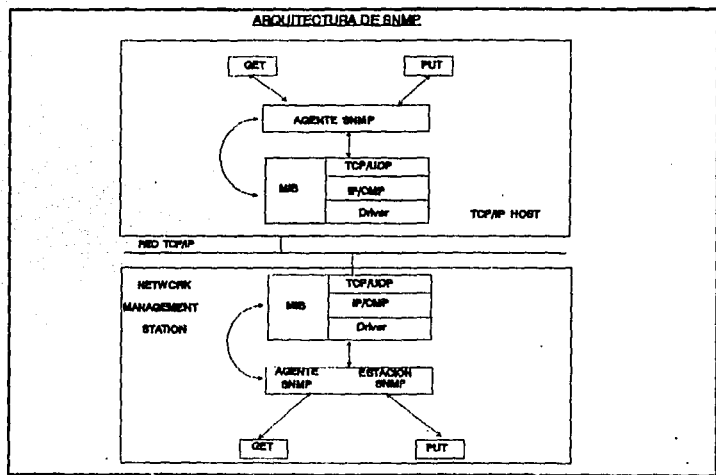 ARQUITECTURA DE SNMP
GET
PUT
AGENTE SNMP
MIB
TCP/UDP
IP/CMP
Driver
TCP/IP HOST
RED TCP/IP
NETWORK
MANAGEMENT
STATION
MIB
TCP/UDP
IP/CMP
Driver
AGENTE
SNMP
ESTACION
SNMP
GET
PUT